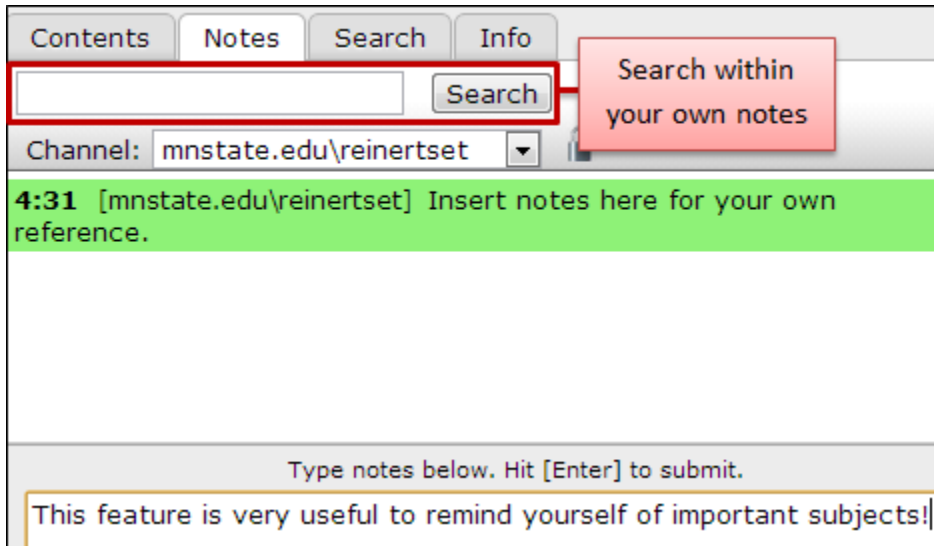 Contents Notes Search Info
Search
Search within
your own notes
Channel: mnstate.edu\reinertset
4:31 [mnstate.edu\reinertset] Insert notes here for your own
reference.
Type notes below. Hit [Enter] to submit.
This feature is very useful to remind yourself of important subjects!